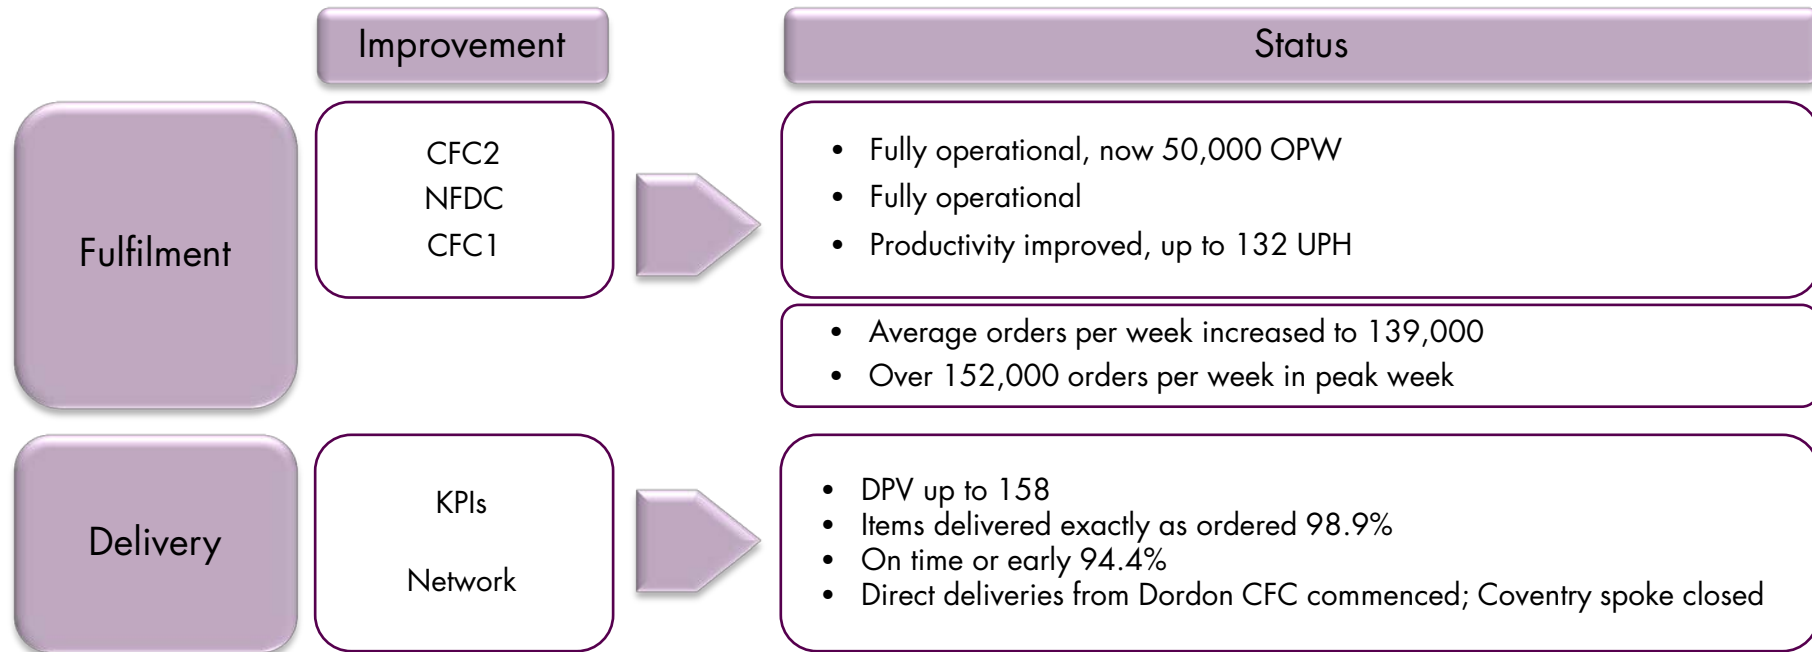 Improvement
Status
Fulfilment
CFC2
NFDC
CFC1
• Fully operational, now 50,000 OPW
• Fully operational
• Productivity improved, up to 132 UPH
• Average orders per week increased to 139,000
• Over 152,000 orders per week in peak week
Delivery
KPIs
Network
• DPV up to 158
• Items delivered exactly as ordered 98.9%
• On time or early 94.4%
• Direct deliveries from Dordon CFC commenced; Coventry spoke closed